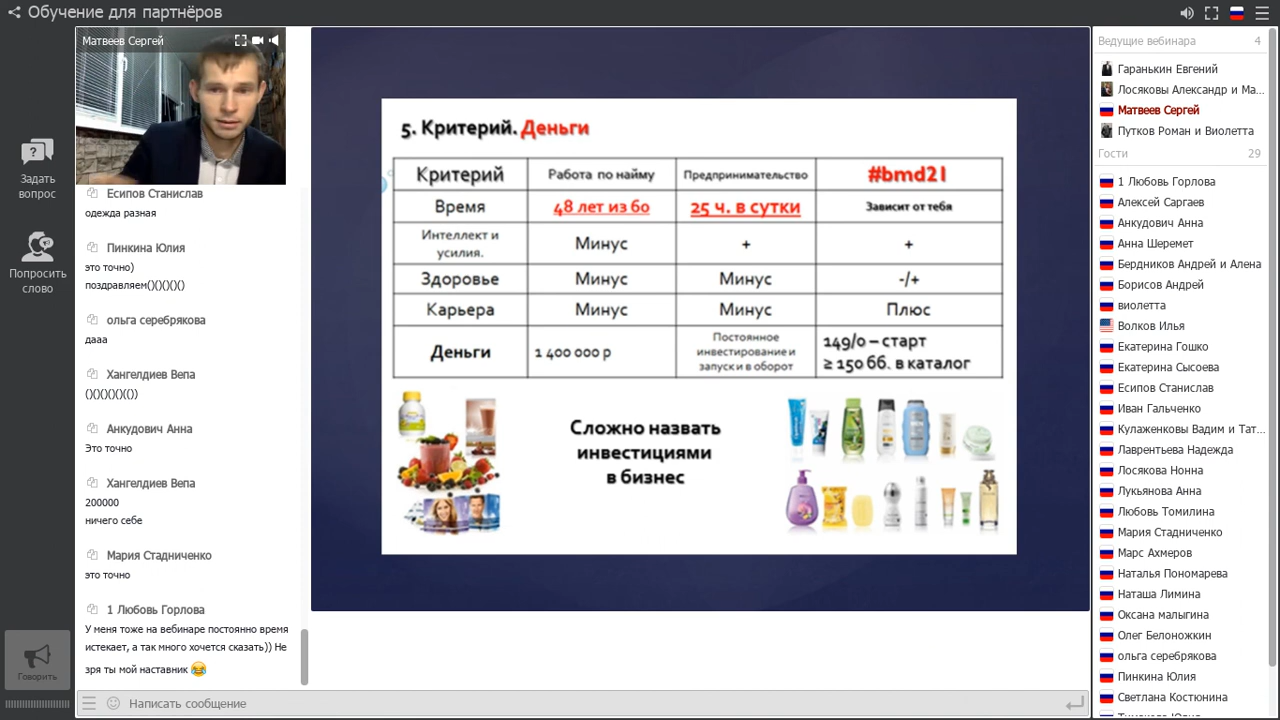 Обучение для партнёров
Матвеев Сергей
Задать
вопрос
Попросить
слово
Говорить
Есипов Станислав
одежда разная
Пинкина Юлия
это точно)
поздравляем()()()()()
ольга серебрякова
дааа
Хангелдиев Вепа
()()()()()(())
Анкудович Анна
Это точно
Хангелдиев Вепа
200000
ничего себе
Мария Стадниченко
это точно
1 Любовь Горлова
У меня тоже на вебинаре постоянно время
истекает, а так много хочется сказать)) Не
зря ты мой наставник 😂
Написать сообщение
5. Критерий. Деньги
Критерий Работа по найму Предпринимательство #bmd21
Время 48 лет из 60 25 ч. в сутки Зависит от тебя
Интеллект и
усилия. Минус + +
Здоровье Минус Минус -/+
Карьера Минус Минус Плюс
Деньги 1 400 000 р Постоянное
инвестирование и
запуск и в оборот
149/0 – старт
≥ 150 бб. в каталог
Сложно назвать
инвестициями
в бизнес
Ведущие вебинара 4
Гаранькин Евгений
Лосяковы Александр и Ма...
Матвеев Сергей
Путков Роман и Виолетта
Гости 29
1 Любовь Горлова
Алексей Саргаев
Анкудович Анна
Анна Шеремет
Бердников Андрей и Алена
Борисов Андрей
виолетта
Волков Илья
Екатерина Гошко
Екатерина Сысоева
Есипов Станислав
Иван Гальченко
Кулаженковы Вадим и Тат...
Лаврентьева Надежда
Лосякова Нонна
Лукьянова Анна
Любовь Томилина
Мария Стадниченко
Марс Ахмеров
Наталья Пономарева
Наташа Лимина
Оксана малыгина
Олег Белоножкин
ольга серебрякова
Пинкина Юлия
Светлана Костюнина